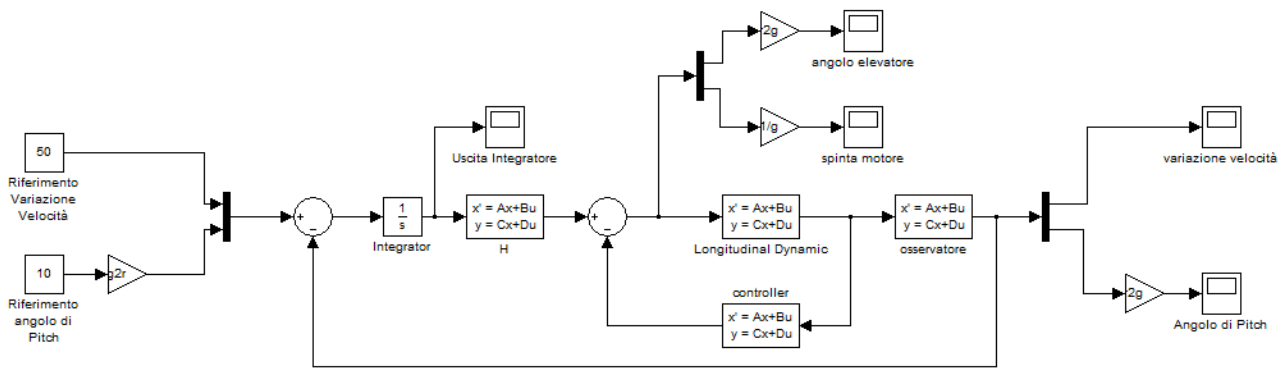 50
Riferimento
Variazione
Velocità
10
Riferimento
angolo di
Pitch
g2r
+
−
1
s
Integrator
Uscita Integratore
x' = Ax+Bu
y = Cx+Du
H
+
−
2g
angolo elevatore
1/g
spinta motore
x' = Ax+Bu
y = Cx+Du
Longitudinal Dynamic
x' = Ax+Bu
y = Cx+Du
osservatore
controller
x' = Ax+Bu
y = Cx+Du
variazione velocità
2g
Angolo di Pitch